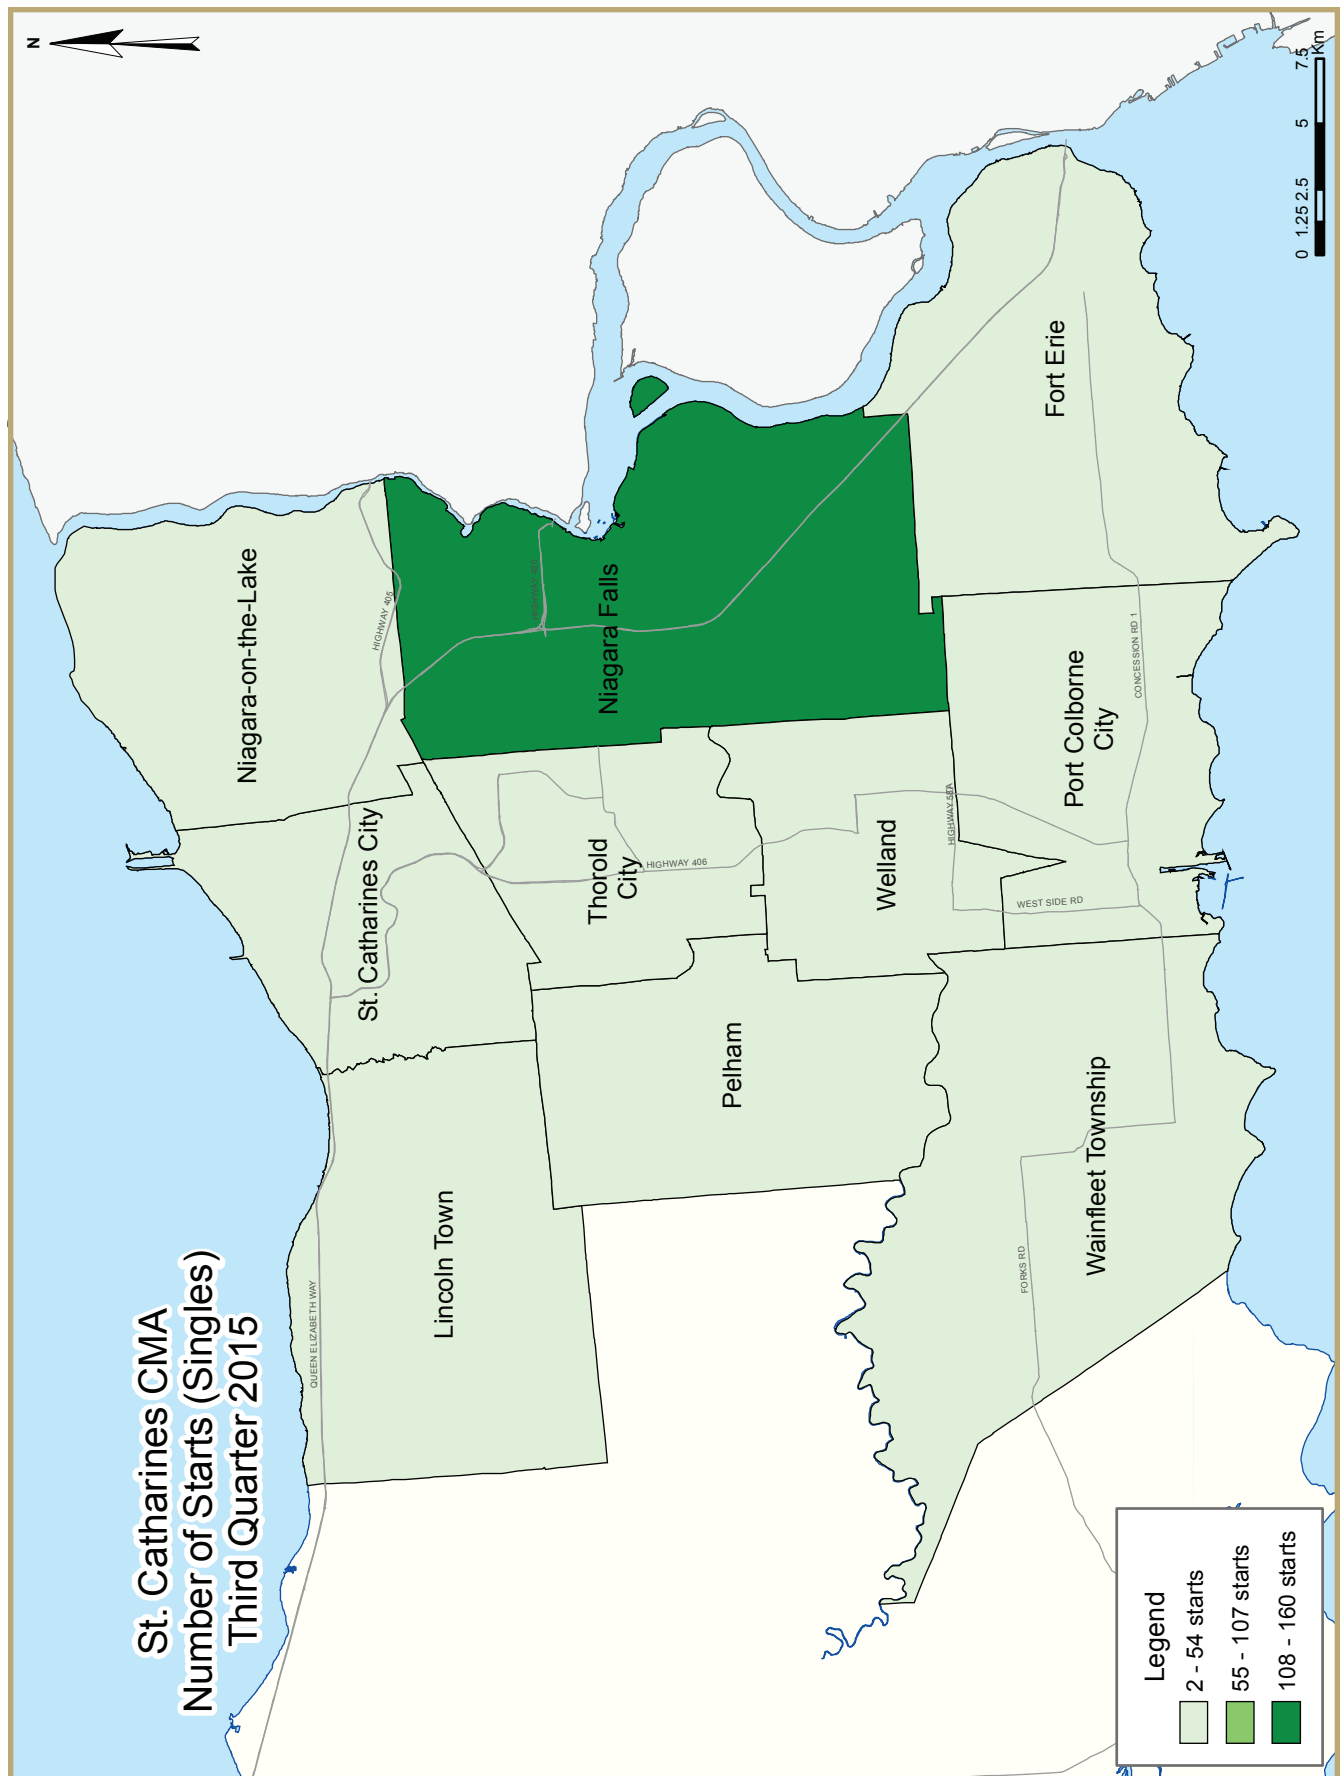 St. Catharines CMA
Number of Starts (Singles)
Third Quarter 2015
N
Niagara-on-the-Lake
HIGHWAY 405
QUEEN ELIZABETH WAY
St. Catharines City
Lincoln Town
Niagara Falls
Thorold
City
HIGHWAY 406
Pelham
Welland
HIGHWAY 58A
WEST SIDE RD
Fort Erie
Port Colborne
City
CONCESSION RD 1
Wainfleet Township
FORKS RD
Legend
2 - 54 starts
55 - 107 starts
108 - 160 starts
0 1.25 2.5 5 7.5
Km